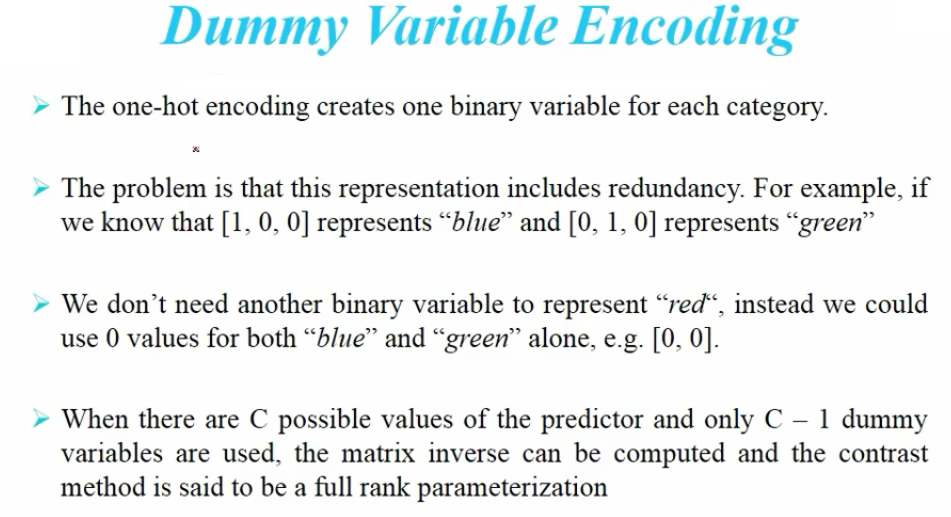 Dummy Variable Encoding
➢ The one-hot encoding creates one binary variable for each category.
➢ The problem is that this representation includes redundancy. For example, if
we know that [1, 0, 0] represents “blue” and [0, 1, 0] represents “green”
➢ We don’t need another binary variable to represent “red“, instead we could
use 0 values for both “blue” and “green” alone, e.g. [0, 0].
➢ When there are C possible values of the predictor and only C – 1 dummy
variables are used, the matrix inverse can be computed and the contrast
method is said to be a full rank parameterization